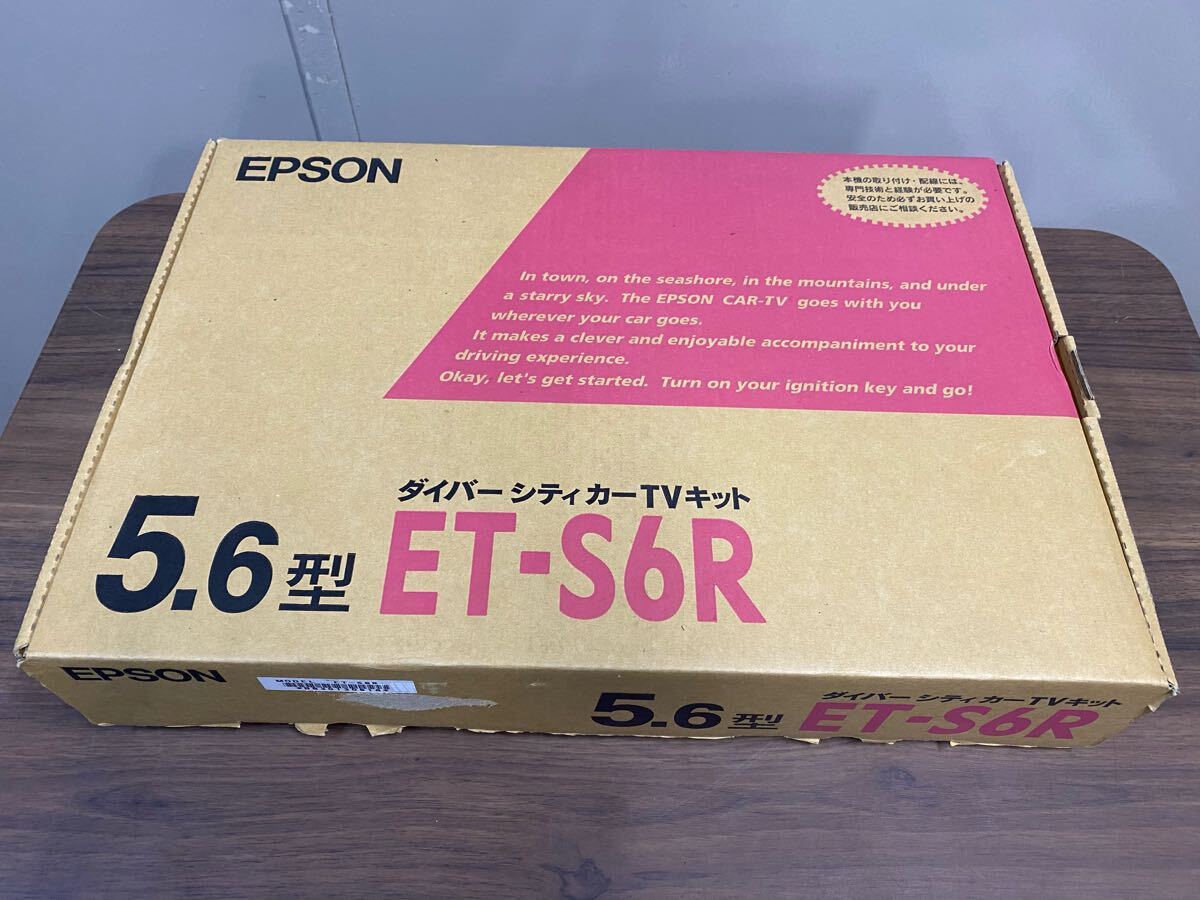 EPSON
本機の取り付け・配線には、
専門技術と経験が必要です。
安全のため必ずお買い上げの
販売店にご相談ください。
In town, on the seashore, in the mountains, and under
a starry sky. The EPSON CAR-TV goes with you
wherever your car goes.
It makes a clever and enjoyable accompaniment to your
driving experience.
Okay, let's get started. Turn on your ignition key and go!
ダイバーシティカーTVキット
5.6型 ET-S6R
EPSON
MODEL ET-S6R
ダイバーシティカーTVキット
5.6型 ET-S6R